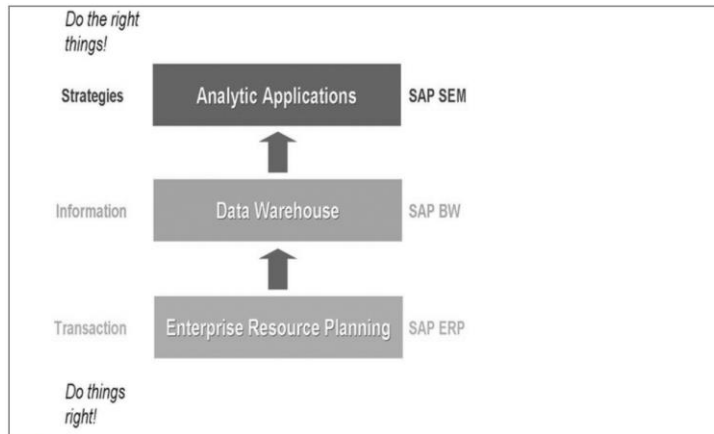 Do the right
things!
Strategies Analytic Applications SAP SEM
Information Data Warehouse SAP BW
Transaction Enterprise Resource Planning SAP ERP
Do things
right!